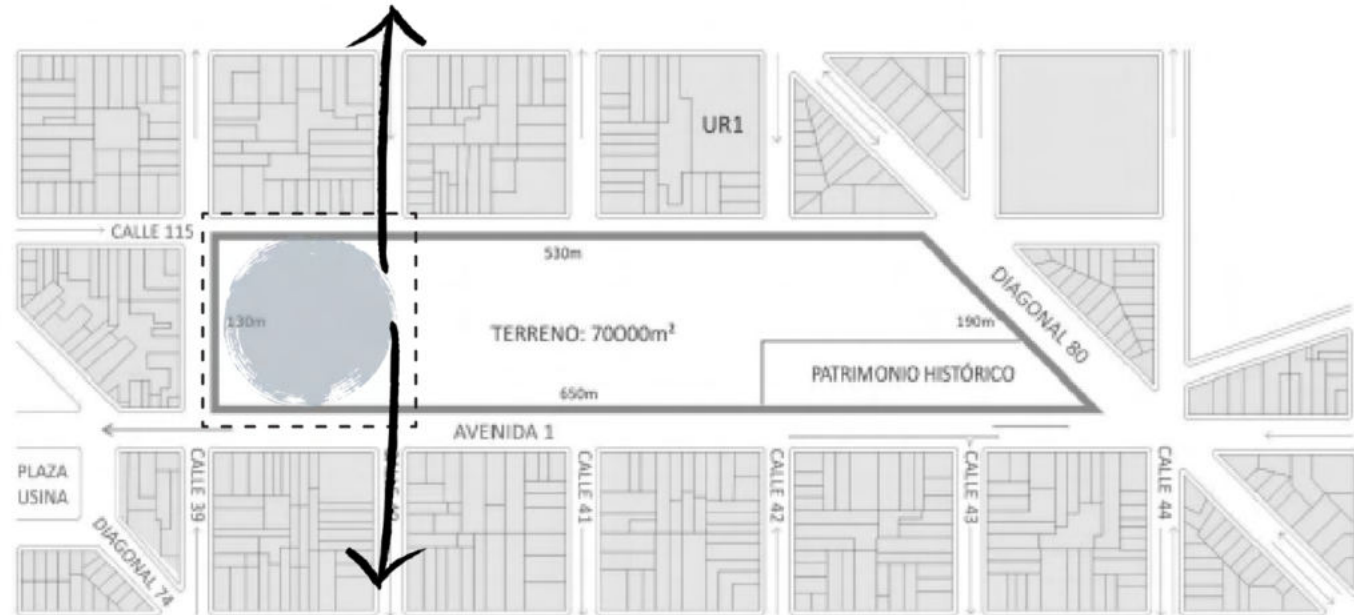 UR1
CALLE 115
530m
DIAGONAL 80
130m
TERRENO: 70000m²
190m
PATRIMONIO HISTÓRICO
650m
AVENIDA 1
PLAZA
USINA
CALLE 39
CALLE 41
CALLE 42
CALLE 43
CALLE 44
DIAGONAL 74